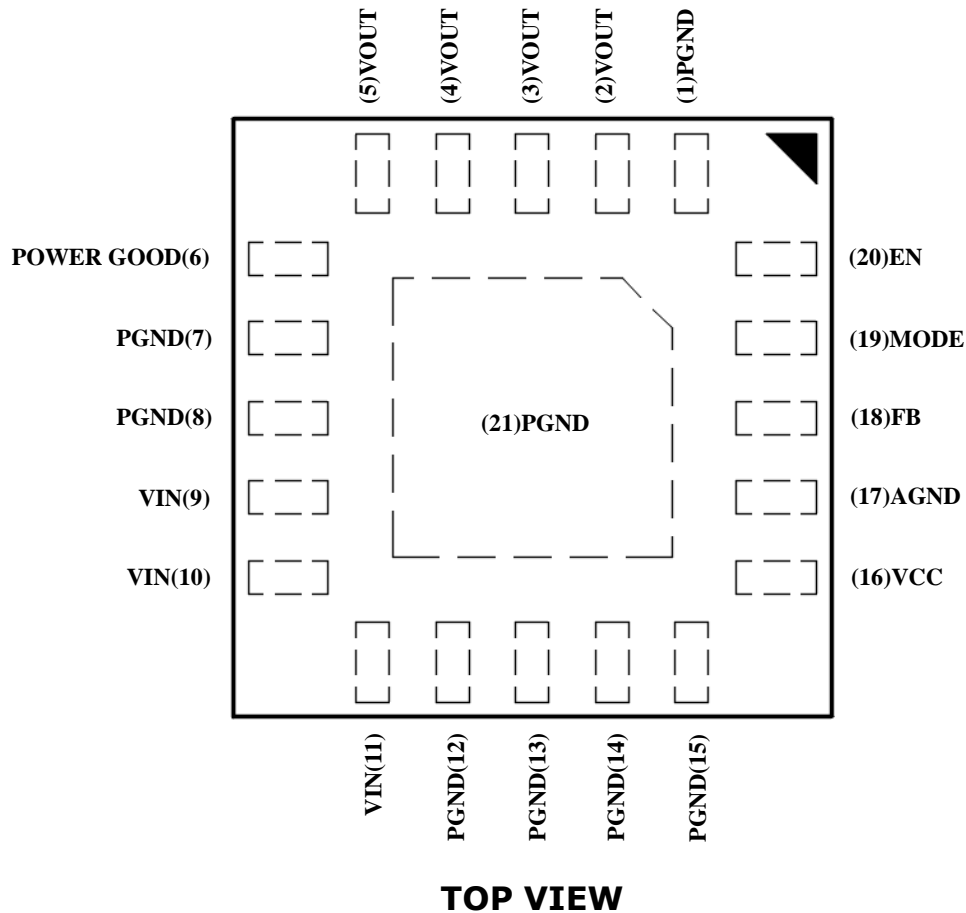 (5)VOUT
(4)VOUT
(3)VOUT
(2)VOUT
(1)PGND
POWER GOOD(6)
PGND(7)
PGND(8)
VIN(9)
VIN(10)
(20)EN
(19)MODE
(18)FB
(17)AGND
(16)VCC
(21)PGND
VIN(11)
PGND(12)
PGND(13)
PGND(14)
PGND(15)
TOP VIEW